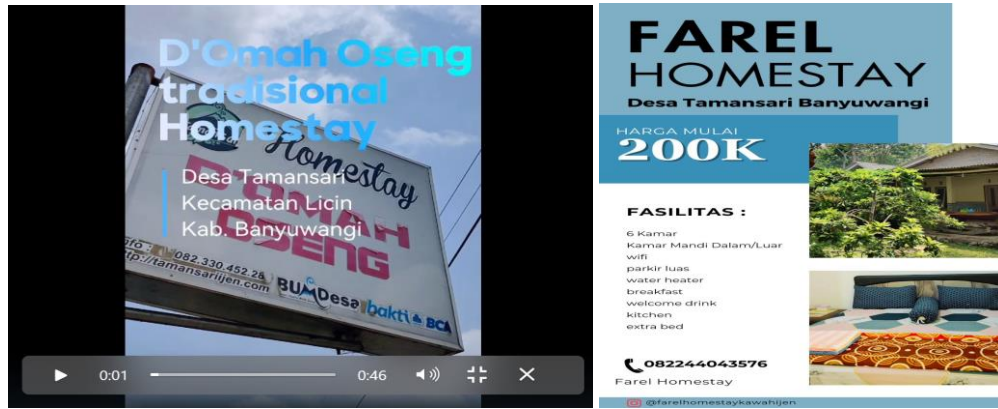 D'Omah Oseng
tradisional
Homestay
Desa Tamansari
Kecamatan Licin
Kab. Banyuwangi
Homestay
D'OMAH
OSENG
082.330.452.28
tp://tamansariijen.com
BUMDesa bakti BCA
0:01
0:46
FAREL
HOMESTAY
Desa Tamansari Banyuwangi
HARGA MULAI
200K
FASILITAS :
6 Kamar
Kamar Mandi Dalam/Luar
wifi
parkir luas
water heater
breakfast
welcome drink
kitchen
extra bed
082244043576
Farel Homestay
@farelhomestaykawahijen